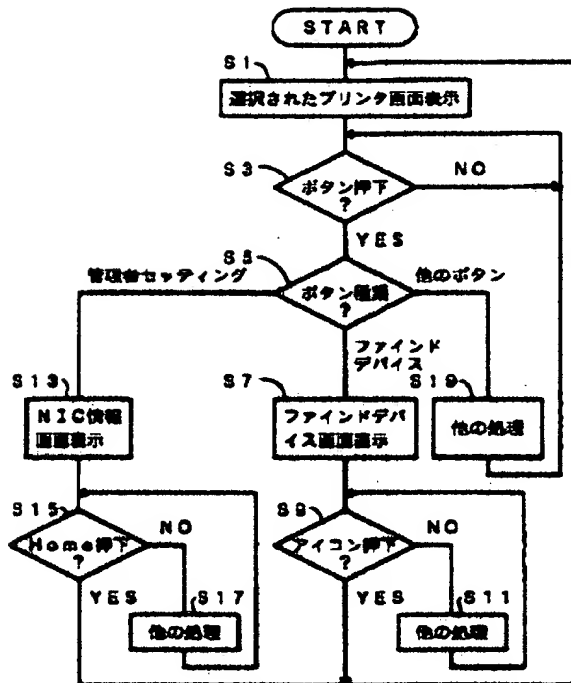 START
S1
選択されたプリンタ画面表示
S3
ボタン押下
?
NO
YES
S5
管理者セッティング
ボタン種類
?
他のボタン
ファインド
デバイス
S13
NIC情報
画面表示
S7
ファインドデバ
イス画面表示
S19
他の処理
S15
Home押下
?
NO
YES
S17
他の処理
S9
アイコン押下
?
NO
YES
S11
他の処理